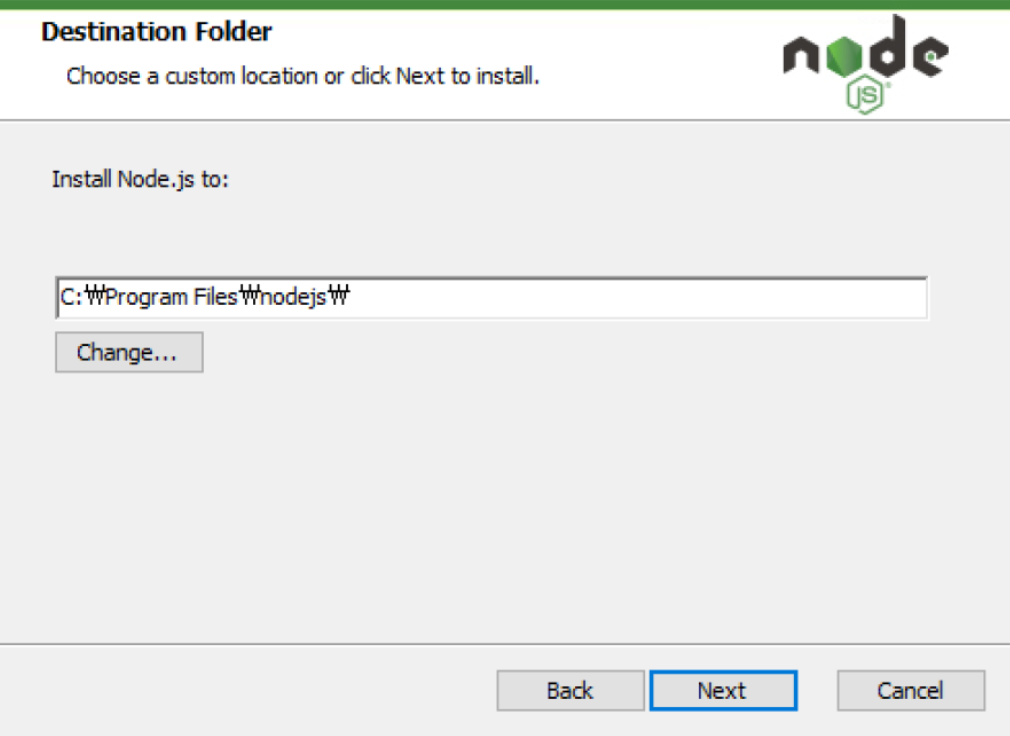 Destination Folder
Choose a custom location or click Next to install.
node
JS
Install Node.js to:
C:₩Program Files₩nodejs₩
Change...
Back
Next
Cancel